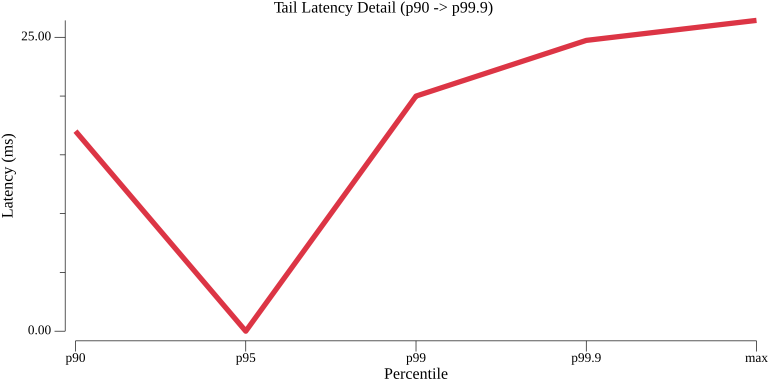 Tail Latency Detail (p90 -> p99.9)
25.00
Latency (ms)
0.00
p90 p95 p99 p99.9 max
Percentile